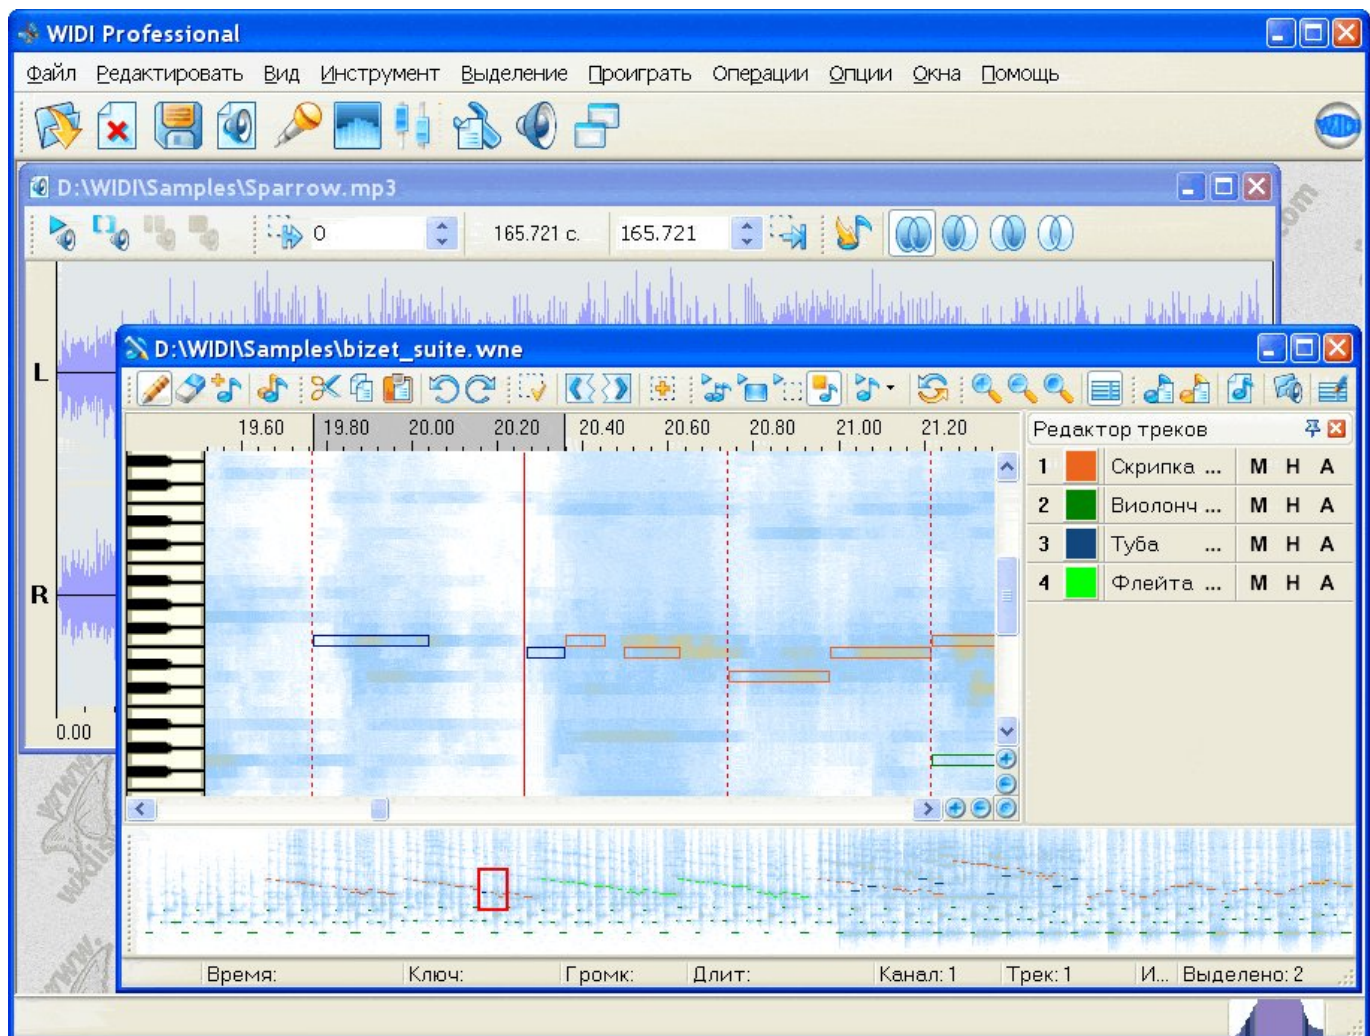 WIDI Professional
Файл Редактировать Вид Инструмент Выделение Проиграть Операции Опции Окна Помощь
WIDI
D:\WIDI\Samples\Sparrow.mp3
0 165.721 с. 165.721
L
R
0.00
D:\WIDI\Samples\bizet_suite.wne
19.60 19.80 20.00 20.20 20.40 20.60 20.80 21.00 21.20
Редактор треков
1 Скрипка ... M H A
2 Виолонч ... M H A
3 Туба ... M H A
4 Флейта ... M H A
Время: Ключ: Громк: Длит: Канал: 1 Трек: 1 И... Выделено: 2